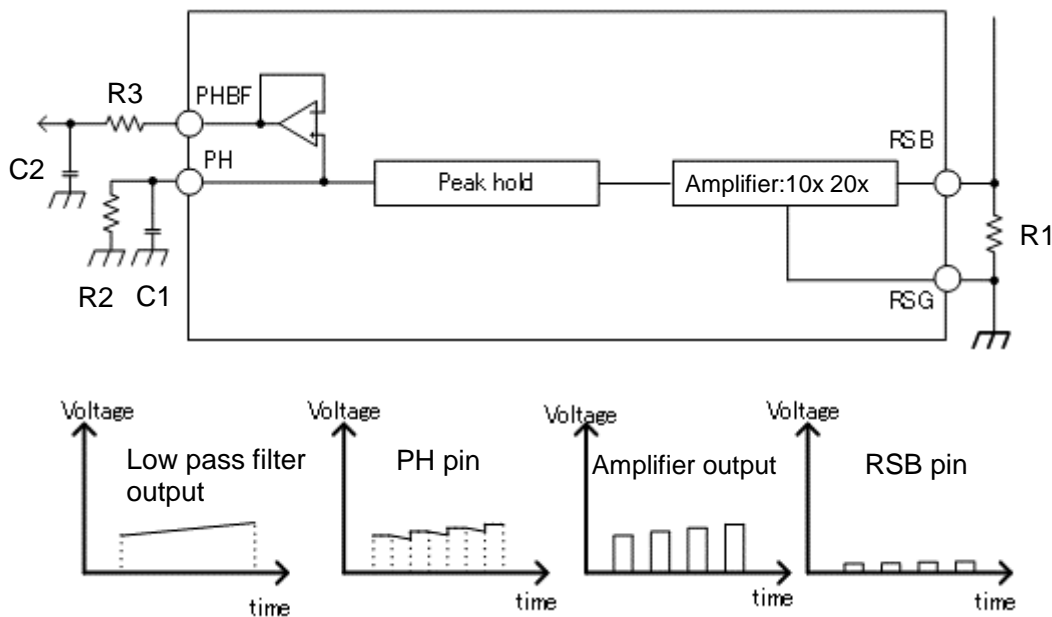 R3
PHBF
C2
PH
R2
C1
Peak hold
Amplifier:10x 20x
RSB
R1
RSG
Voltage
Low pass filter
output
time
Voltage
PH pin
time
Voltage
Amplifier output
time
Voltage
RSB pin
time